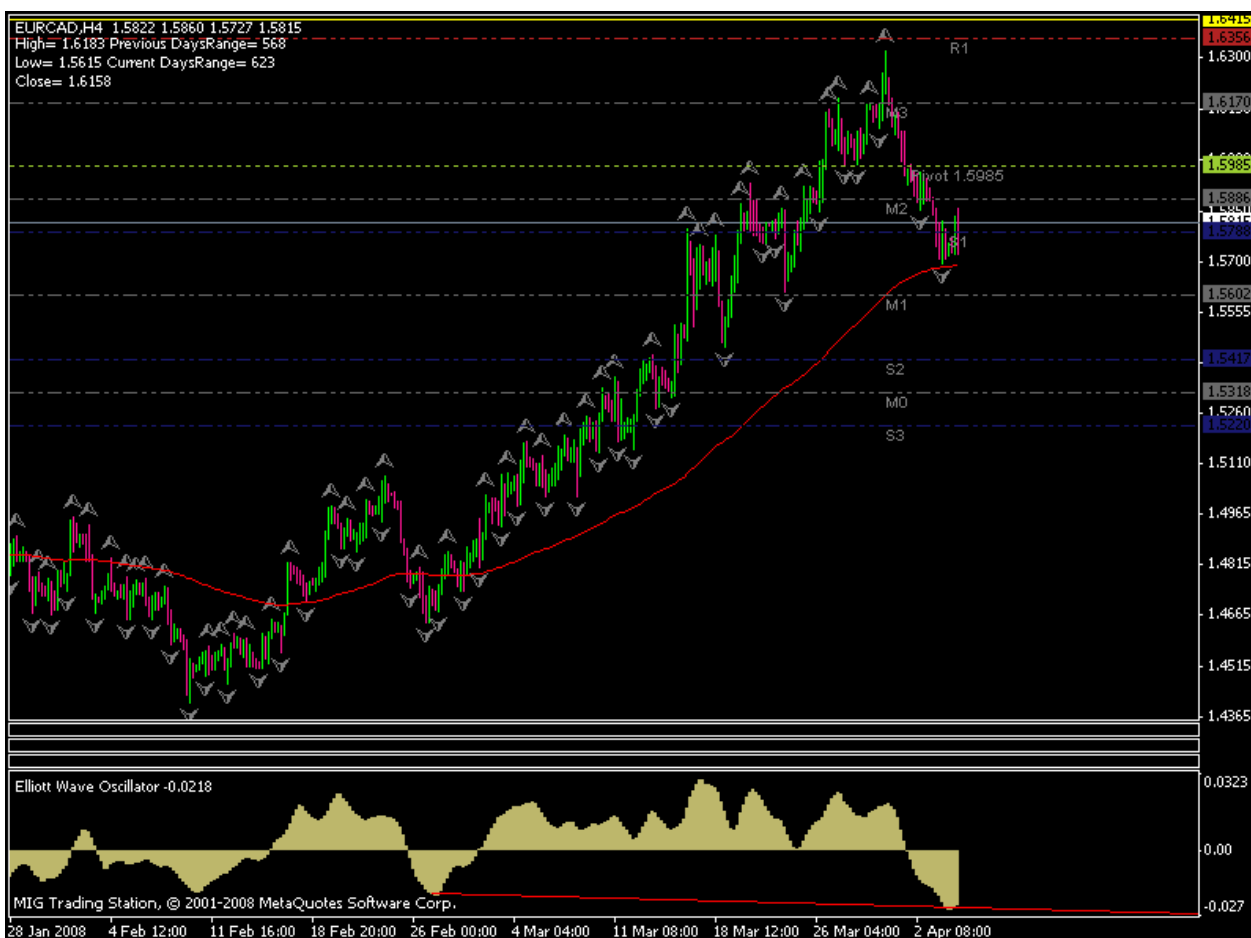 EURCAD,H4 1.5822 1.5860 1.5727 1.5815
High= 1.6183 Previous DaysRange= 568
Low= 1.5615 Current DaysRange= 623
Close= 1.6158
1.6415
1.6356
R1
1.6300
1.6170
M3
1.5985
Pivot 1.5985
1.5886
M2
1.5850
1.5815
1.5788
S1
1.5700
1.5602
M1
1.5555
1.5417
S2
1.5318
M0
1.5260
1.5220
S3
1.5110
1.4965
1.4815
1.4665
1.4515
1.4365
Elliott Wave Oscillator -0.0218
0.0323
0.00
-0.027
MIG Trading Station, © 2001-2008 MetaQuotes Software Corp.
28 Jan 2008 4 Feb 12:00 11 Feb 16:00 18 Feb 20:00 26 Feb 00:00 4 Mar 04:00 11 Mar 08:00 18 Mar 12:00 26 Mar 04:00 2 Apr 08:00